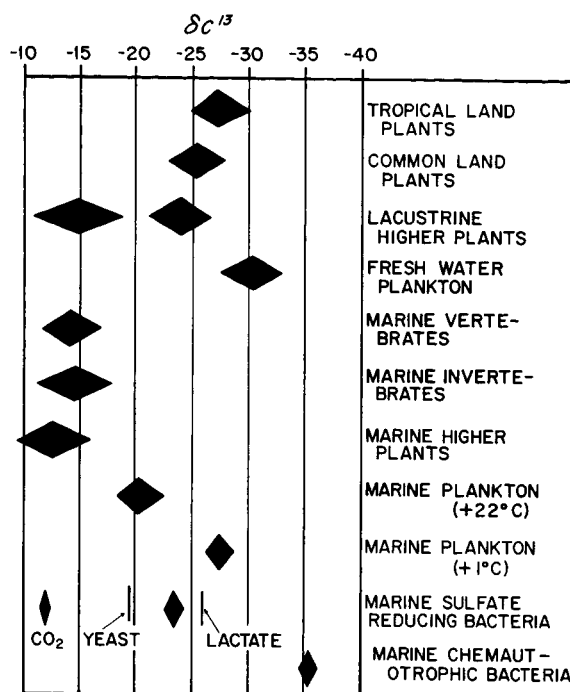 δC¹³
-10 -15 -20 -25 -30 -35 -40
TROPICAL LAND
PLANTS
COMMON LAND
PLANTS
LACUSTRINE
HIGHER PLANTS
FRESH WATER
PLANKTON
MARINE VERTE-
BRATES
MARINE INVERTE-
BRATES
MARINE HIGHER
PLANTS
MARINE PLANKTON
(+22°C)
MARINE PLANKTON
(+1°C)
MARINE SULFATE
REDUCING BACTERIA
CO₂ YEAST LACTATE
MARINE CHEMAUT-
OTROPHIC BACTERIA